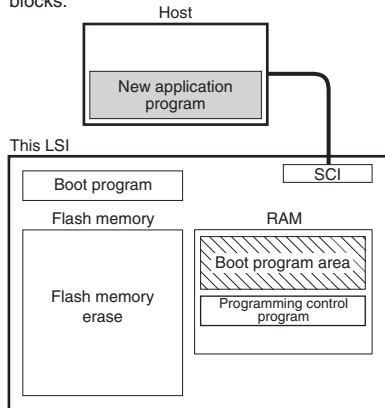 blocks.
Host
New application
program
This LSI
SCI
Boot program
Flash memory
RAM
Boot program area
Flash memory
erase
Programming control
program